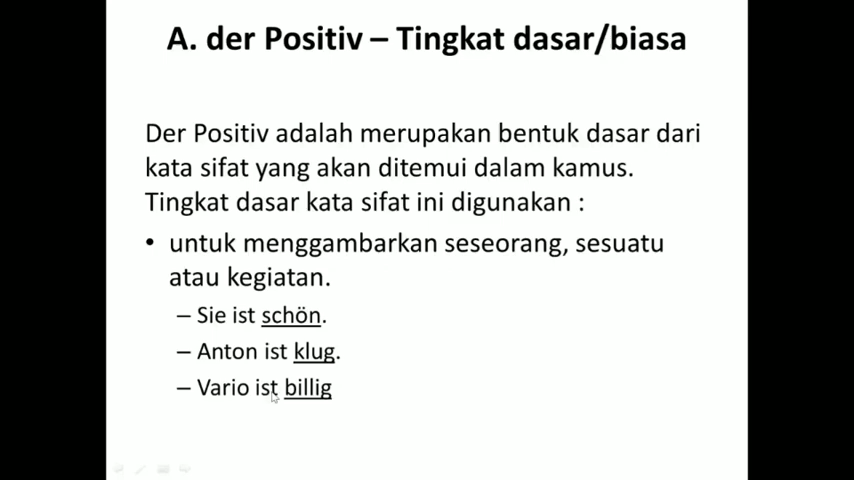 A. der Positiv – Tingkat dasar/biasa
Der Positiv adalah merupakan bentuk dasar dari
kata sifat yang akan ditemui dalam kamus.
Tingkat dasar kata sifat ini digunakan :
• untuk menggambarkan seseorang, sesuatu
atau kegiatan.
– Sie ist schön.
– Anton ist klug.
– Vario ist billig